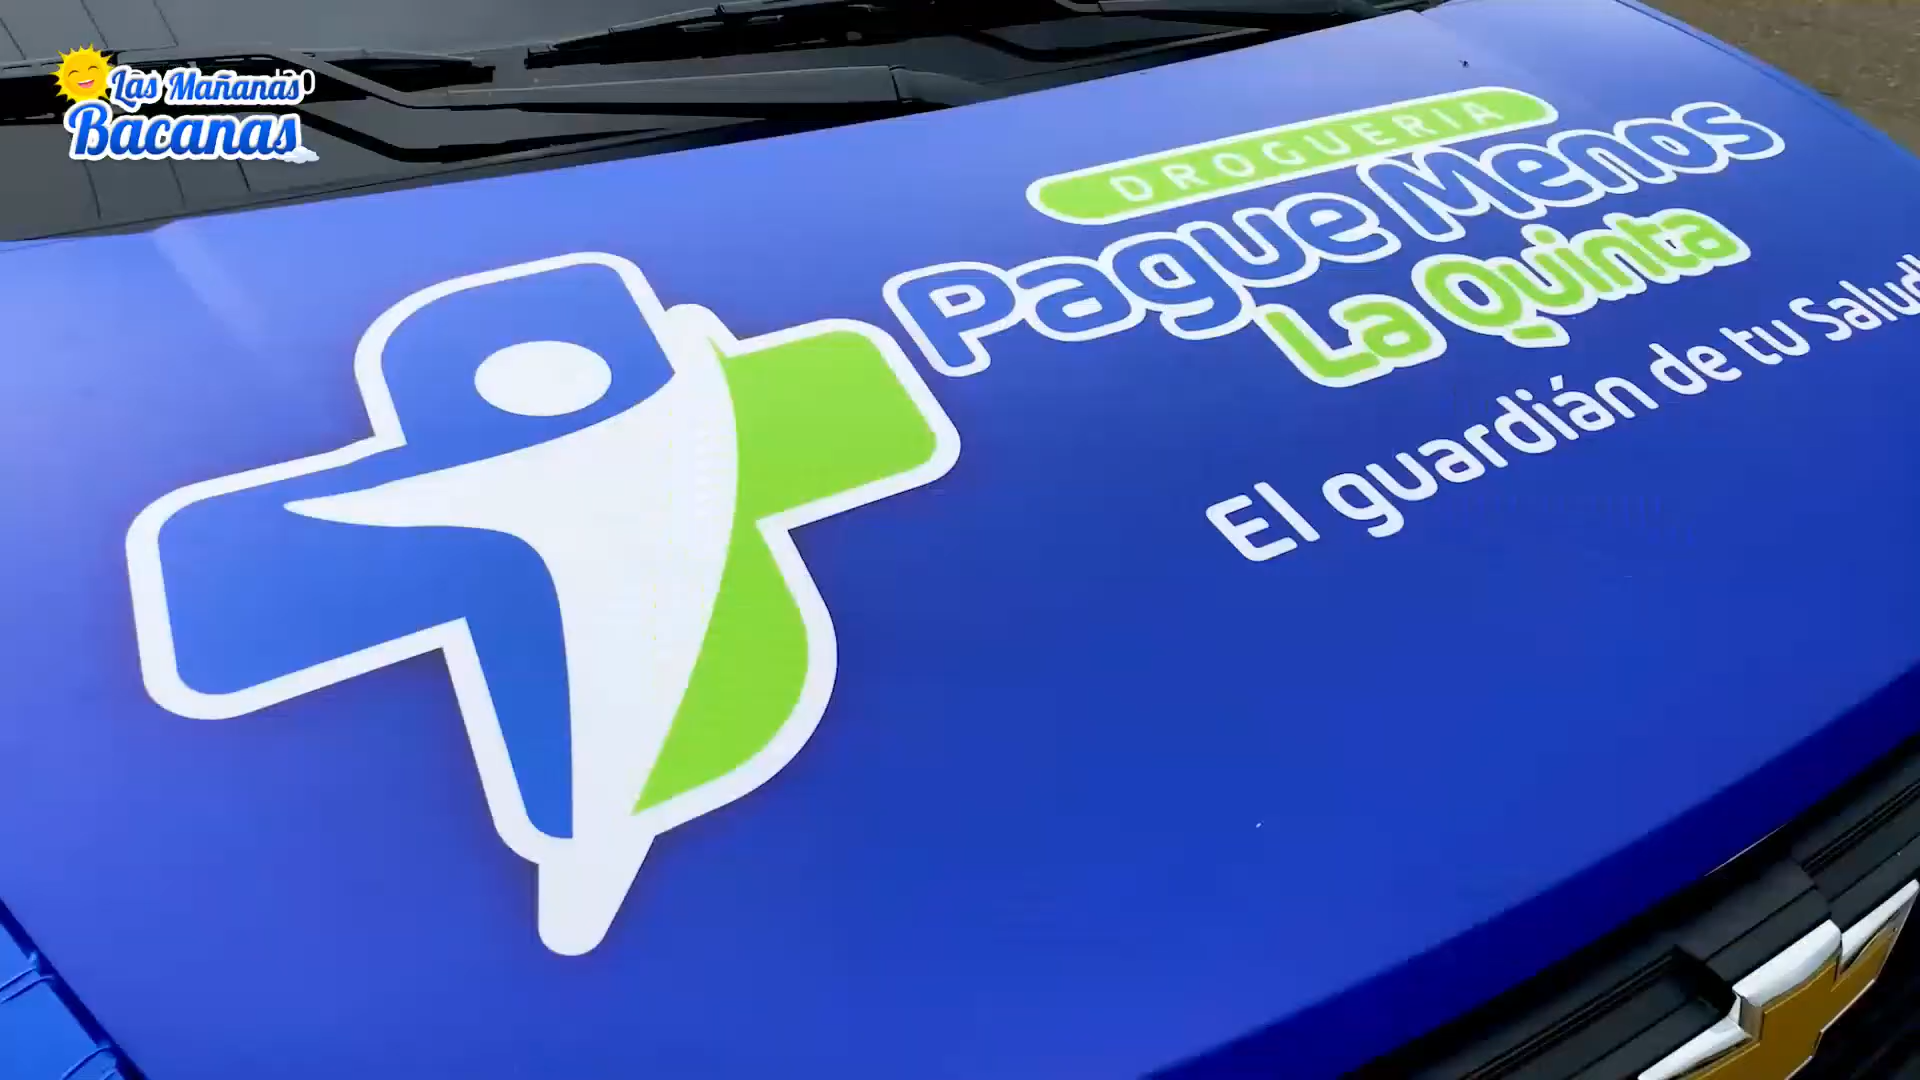 Las Mañanas
Bacanas
DROGUERIA
Pague Menos
La Quinta
El guardián de tu Salud